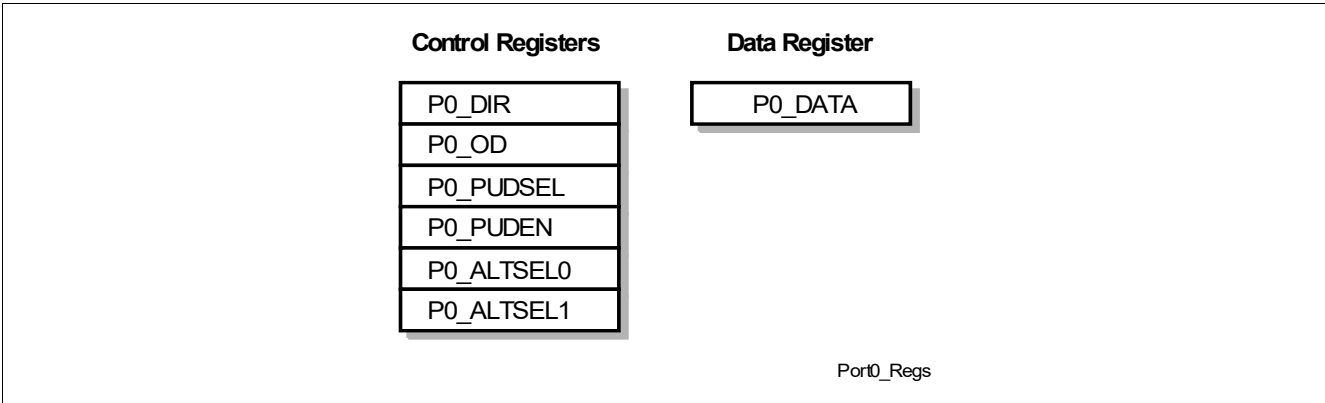 Control Registers
P0_DIR
P0_OD
P0_PUDSEL
P0_PUDEN
P0_ALTSEL0
P0_ALTSEL1
Data Register
P0_DATA
Port0_Regs